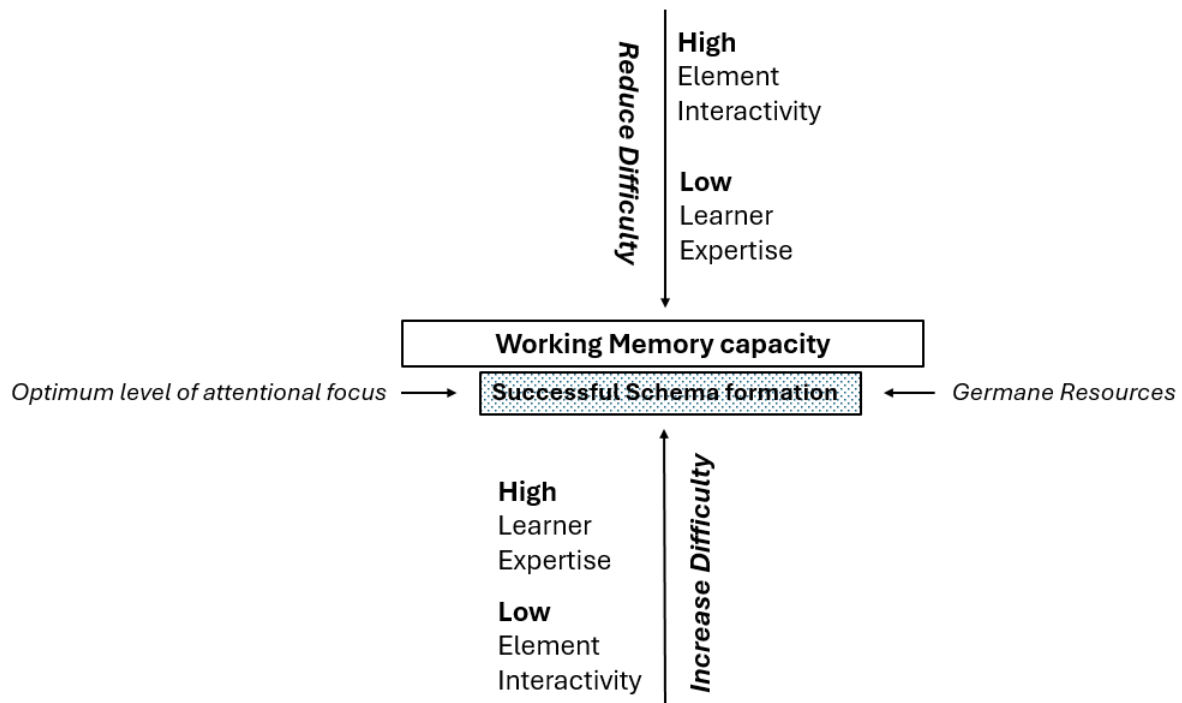 Reduce Difficulty
High
Element
Interactivity
Low
Learner
Expertise
Working Memory capacity
Optimum level of attentional focus
Successful Schema formation
Germane Resources
High
Learner
Expertise
Low
Element
Interactivity
Increase Difficulty